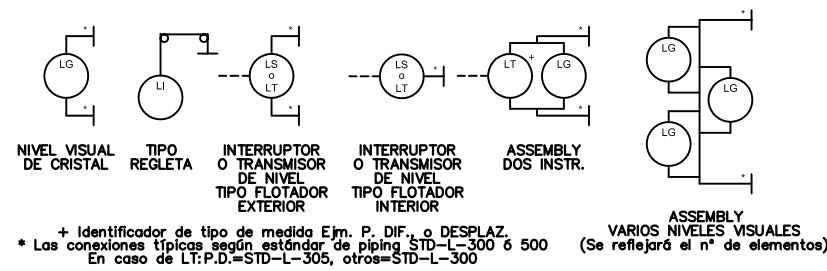 *
LG
*
LI
*
LS
o
LT
*
LS
o
LT
*
*
LT
+
LG
*
*
LG
LG
LG
*
NIVEL VISUAL
DE CRISTAL
TIPO
REGLETA
INTERRUPTOR
O TRANSMISOR
DE NIVEL
TIPO FLOTADOR
EXTERIOR
INTERRUPTOR
O TRANSMISOR
DE NIVEL
TIPO FLOTADOR
INTERIOR
ASSEMBLY
DOS INSTR.
ASSEMBLY
VARIOS NIVELES VISUALES
(Se reflejará el nº de elementos)
+ Identificador de tipo de medida Ejm. P. DIF., o DESPLAZ.
* Las conexiones típicas según estándar de piping STD-L-300 ó 500
En caso de LT:P.D.=STD-L-305, otros=STD-L-300